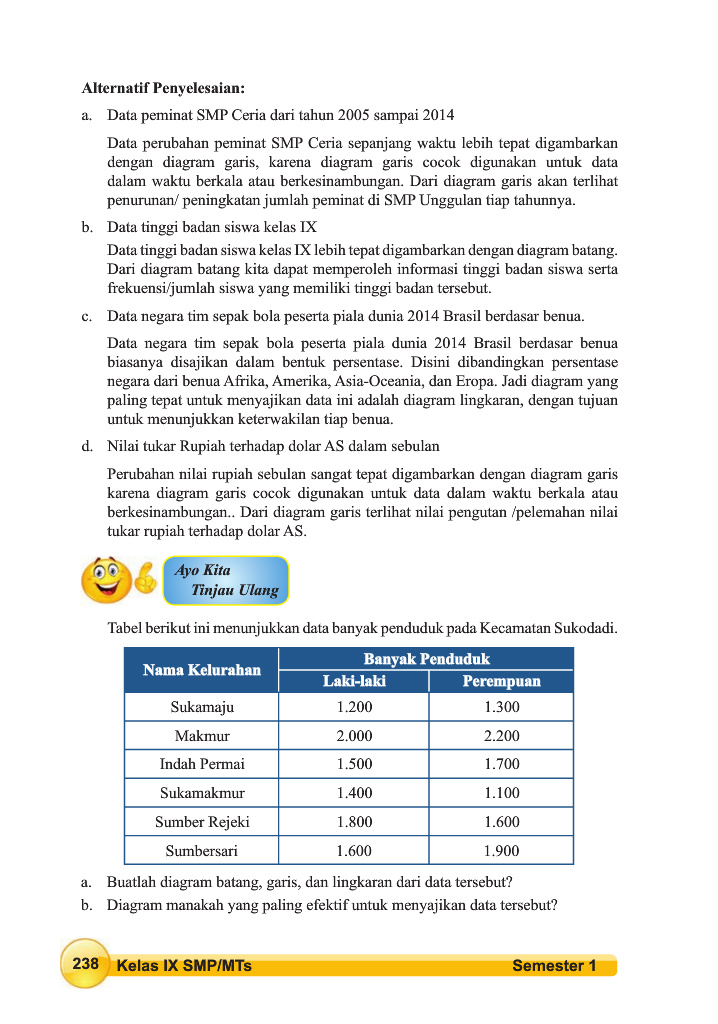 Alternatif Penyelesaian:
a. Data peminat SMP Ceria dari tahun 2005 sampai 2014
Data perubahan peminat SMP Ceria sepanjang waktu lebih tepat digambarkan
dengan diagram garis, karena diagram garis cocok digunakan untuk data
dalam waktu berkala atau berkesinambungan. Dari diagram garis akan terlihat
penurunan/ peningkatan jumlah peminat di SMP Unggulan tiap tahunnya.
b. Data tinggi badan siswa kelas IX
Data tinggi badan siswa kelas IX lebih tepat digambarkan dengan diagram batang.
Dari diagram batang kita dapat memperoleh informasi tinggi badan siswa serta
frekuensi/jumlah siswa yang memiliki tinggi badan tersebut.
c. Data negara tim sepak bola peserta piala dunia 2014 Brasil berdasar benua.
Data negara tim sepak bola peserta piala dunia 2014 Brasil berdasar benua
biasanya disajikan dalam bentuk persentase. Disini dibandingkan persentase
negara dari benua Afrika, Amerika, Asia-Oceania, dan Eropa. Jadi diagram yang
paling tepat untuk menyajikan data ini adalah diagram lingkaran, dengan tujuan
untuk menunjukkan keterwakilan tiap benua.
d. Nilai tukar Rupiah terhadap dolar AS dalam sebulan
Perubahan nilai rupiah sebulan sangat tepat digambarkan dengan diagram garis
karena diagram garis cocok digunakan untuk data dalam waktu berkala atau
berkesinambungan.. Dari diagram garis terlihat nilai pengutan /pelemahan nilai
tukar rupiah terhadap dolar AS.
Ayo Kita
Tinjau Ulang
Tabel berikut ini menunjukkan data banyak penduduk pada Kecamatan Sukodadi.
Nama Kelurahan Banyak Penduduk
Laki-laki Perempuan
Sukamaju 1.200 1.300
Makmur 2.000 2.200
Indah Permai 1.500 1.700
Sukamakmur 1.400 1.100
Sumber Rejeki 1.800 1.600
Sumbersari 1.600 1.900
a. Buatlah diagram batang, garis, dan lingkaran dari data tersebut?
b. Diagram manakah yang paling efektif untuk menyajikan data tersebut?
238 Kelas IX SMP/MTs Semester 1